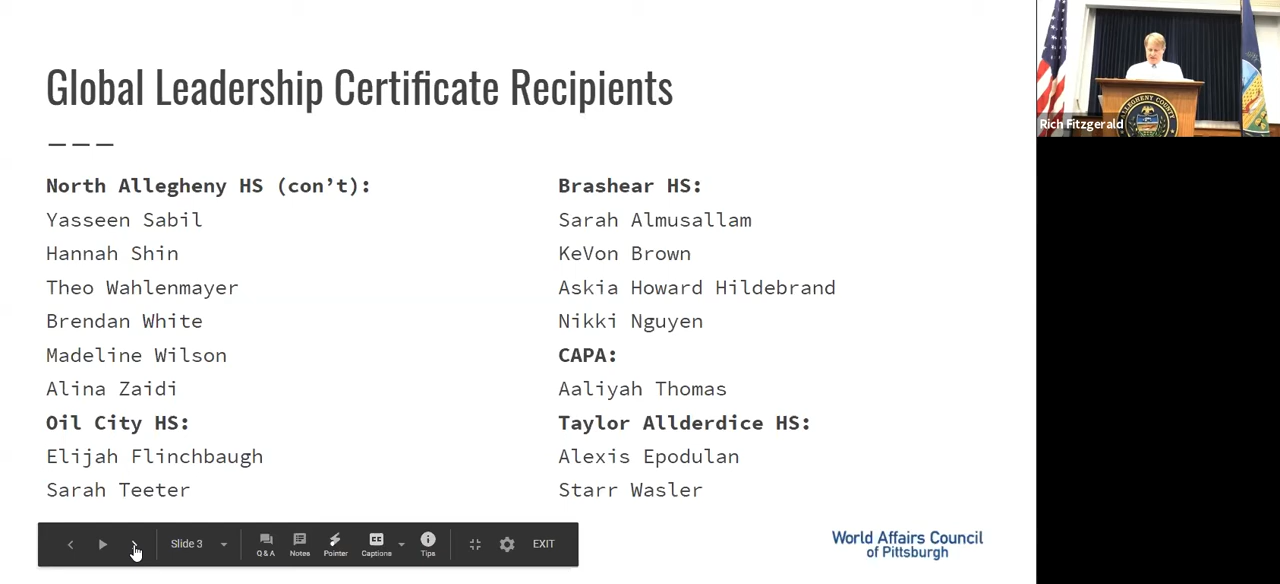 Global Leadership Certificate Recipients
North Allegheny HS (con’t):
Yasseen Sabil
Hannah Shin
Theo Wahlenmayer
Brendan White
Madeline Wilson
Alina Zaidi
Oil City HS:
Elijah Flinchbaugh
Sarah Teeter
Brashear HS:
Sarah Almusallam
KeVon Brown
Askia Howard Hildebrand
Nikki Nguyen
CAPA:
Aaliyah Thomas
Taylor Allderdice HS:
Alexis Epodulan
Starr Wasler
Slide 3
Q & A
Notes
Pointer
CC
Captions
Tips
EXIT
World Affairs Council
of Pittsburgh
ALLEGHENY COUNTY
Rich Fitzgerald